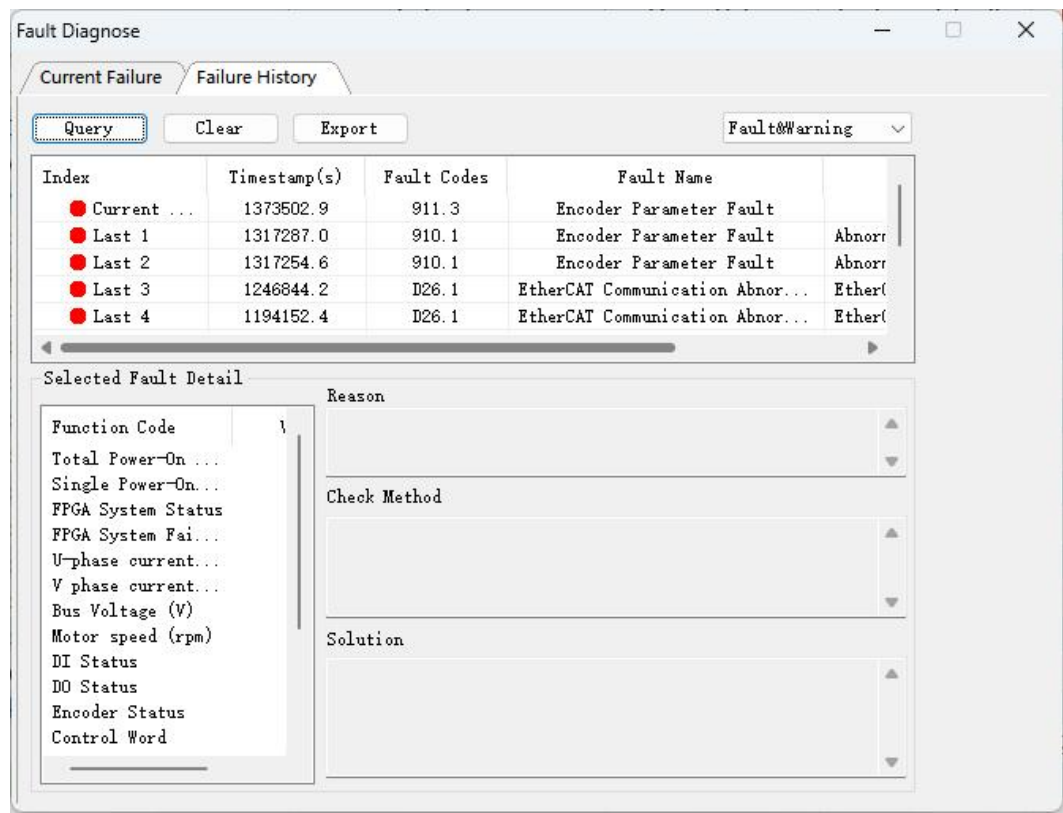 Fault Diagnose
Current Failure Failure History
Query Clear Export Fault&Warning
Index Timestamp(s) Fault Codes Fault Name
Current ... 1373502.9 911.3 Encoder Parameter Fault
Last 1 1317287.0 910.1 Encoder Parameter Fault Abnorr
Last 2 1317254.6 910.1 Encoder Parameter Fault Abnorr
Last 3 1246844.2 D26.1 EtherCAT Communication Abnor... Ether
Last 4 1194152.4 D26.1 EtherCAT Communication Abnor... Ether
Selected Fault Detail
Reason
Function Code
Total Power-On ...
Single Power-On...
FPGA System Status
FPGA System Fai...
U-phase current...
V phase current...
Bus Voltage (V)
Motor speed (rpm)
DI Status
DO Status
Encoder Status
Control Word
Check Method
Solution